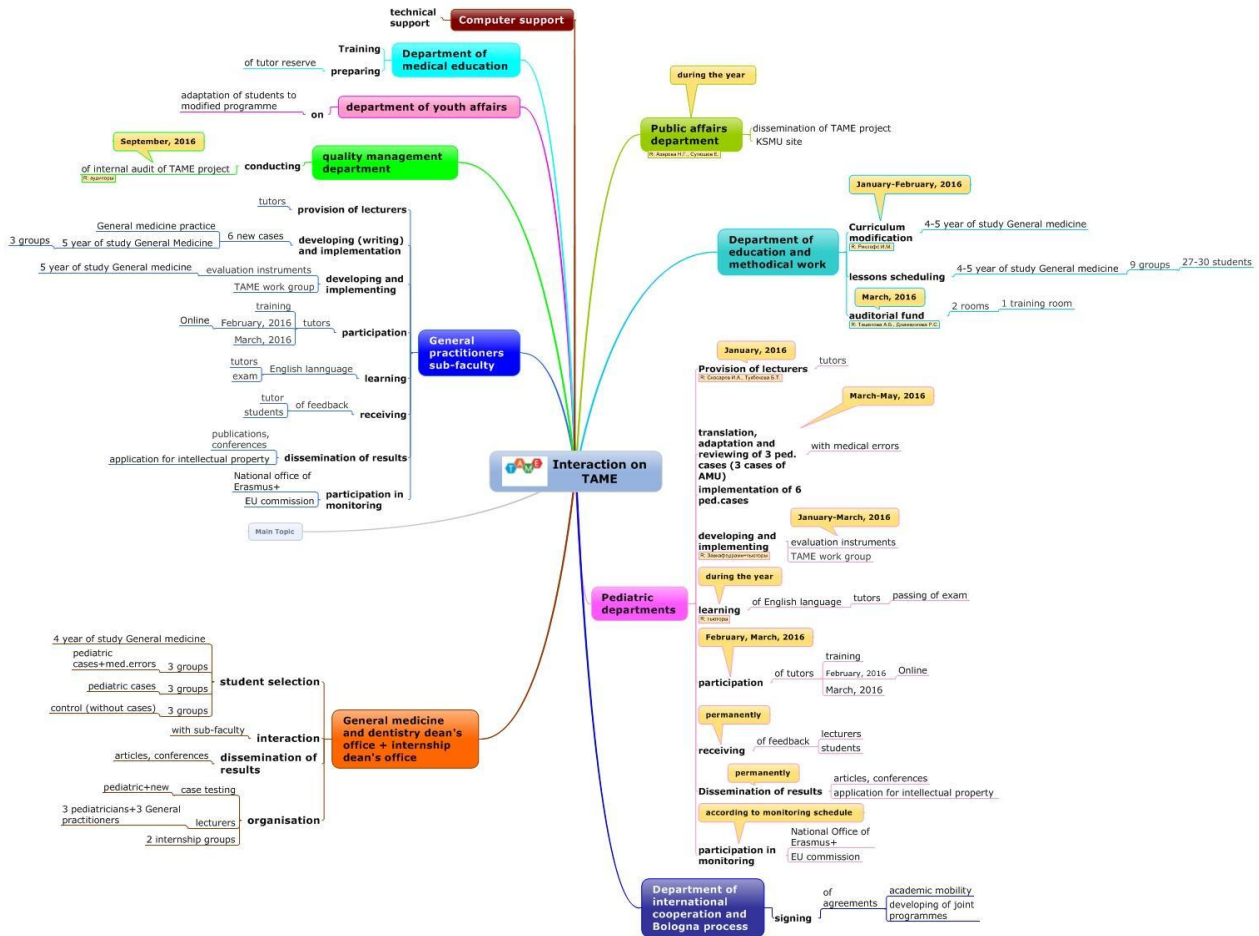 technical
support
Computer support
Training
of tutor reserve
preparing
Department of
medical education
adaptation of students to
modified programme
on
department of youth affairs
September, 2016
of internal audit of TAME project
R: аудиторы
conducting
quality management
department
tutors
provision of lecturers
General medicine practice
3 groups
5 year of study General Medicine
6 new cases
developing (writing)
and implementation
5 year of study General medicine
evaluation instruments
TAME work group
developing and
implementing
training
Online
February, 2016
March, 2016
tutors
participation
General
practitioners
sub-faculty
tutors
exam
English lannguage
learning
tutor
students
of feedback
receiving
publications,
conferences
application for intellectual property
dissemination of results
National office of
Erasmus+
EU commission
participation in
monitoring
Main Topic
TAME
Interaction on
TAME
4 year of study General medicine
pediatric
cases+med.errors
3 groups
pediatric cases
3 groups
control (without cases)
3 groups
student selection
with sub-faculty
interaction
articles, conferences
dissemination of
results
pediatric+new
case testing
3 pediatricians+3 General
practitioners
lecturers
2 internship groups
organisation
General medicine
and dentistry dean's
office + internship
dean's office
during the year
Public affairs
department
dissemination of TAME project
KSMU site
January-February, 2016
Curriculum
modification
4-5 year of study General medicine
Department of
education and
methodical work
lessons scheduling
4-5 year of study General medicine
9 groups
27-30 students
March, 2016
auditorial fund
2 rooms
1 training room
January, 2016
Provision of lecturers
tutors
March-May, 2016
translation,
adaptation and
reviewing of 3 ped.
cases (3 cases of
AMU)
with medical errors
implementation of 6
ped.cases
January-March, 2016
developing and
implementing
evaluation instruments
TAME work group
during the year
Pediatric
departments
learning
R: тьюторы
of English language
tutors
passing of exam
February, March, 2016
participation
of tutors
training
February, 2016
Online
March, 2016
permanently
receiving
of feedback
lecturers
students
permanently
Dissemination of results
articles, conferences
application for intellectual property
according to monitoring schedule
participation in
monitoring
National Office of
Erasmus+
EU commission
Department of
international
cooperation and
Bologna process
signing
of
agreements
academic mobility
developing of joint
programmes